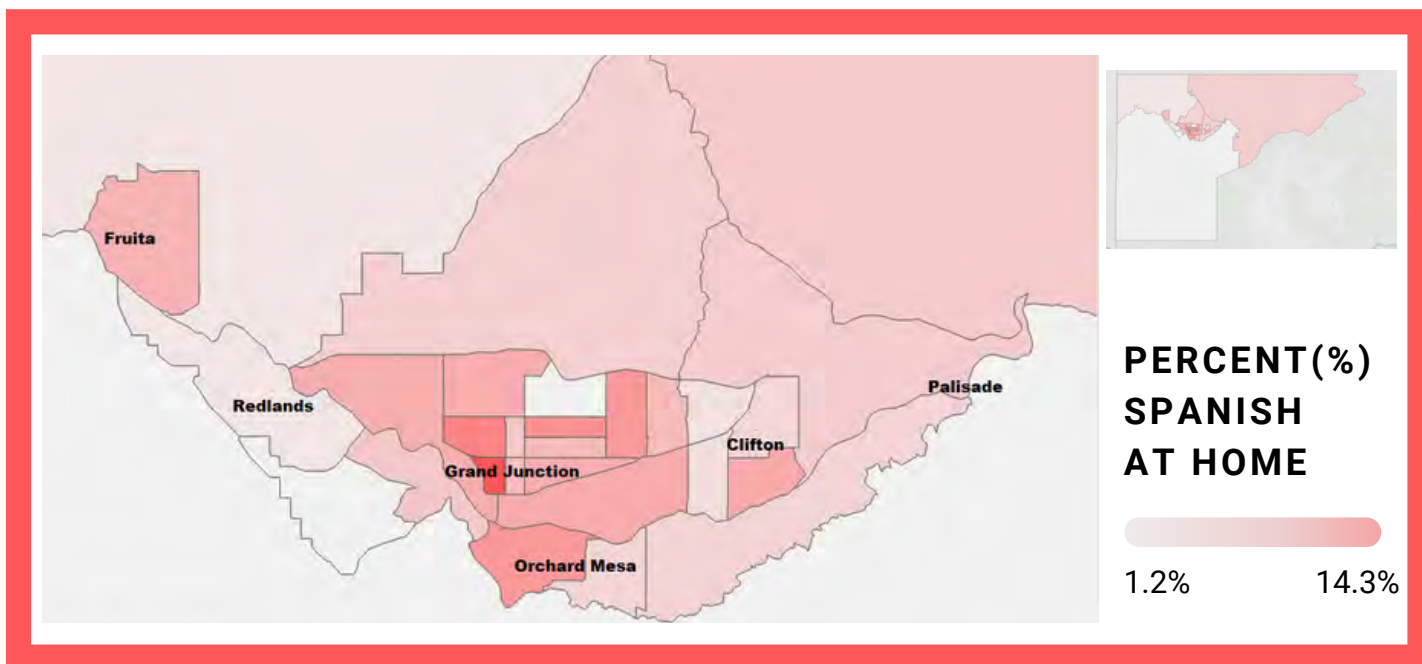 Fruita
Redlands
Palisade
Clifton
Grand Junction
Orchard Mesa
PERCENT(%)
SPANISH
AT HOME
1.2% 14.3%